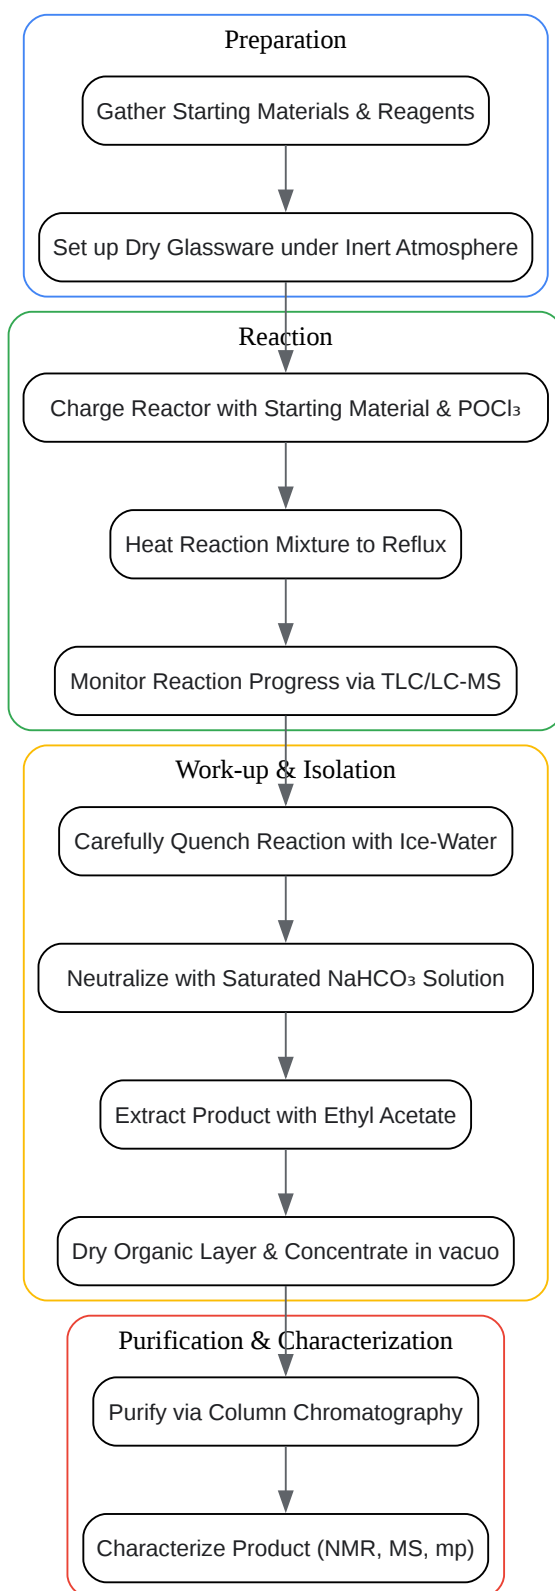 Preparation
Gather Starting Materials & Reagents
Set up Dry Glassware under Inert Atmosphere
Reaction
Charge Reactor with Starting Material & POCl₃
Heat Reaction Mixture to Reflux
Monitor Reaction Progress via TLC/LC-MS
Work-up & Isolation
Carefully Quench Reaction with Ice-Water
Neutralize with Saturated NaHCO₃ Solution
Extract Product with Ethyl Acetate
Dry Organic Layer & Concentrate in vacuo
Purification & Characterization
Purify via Column Chromatography
Characterize Product (NMR, MS, mp)